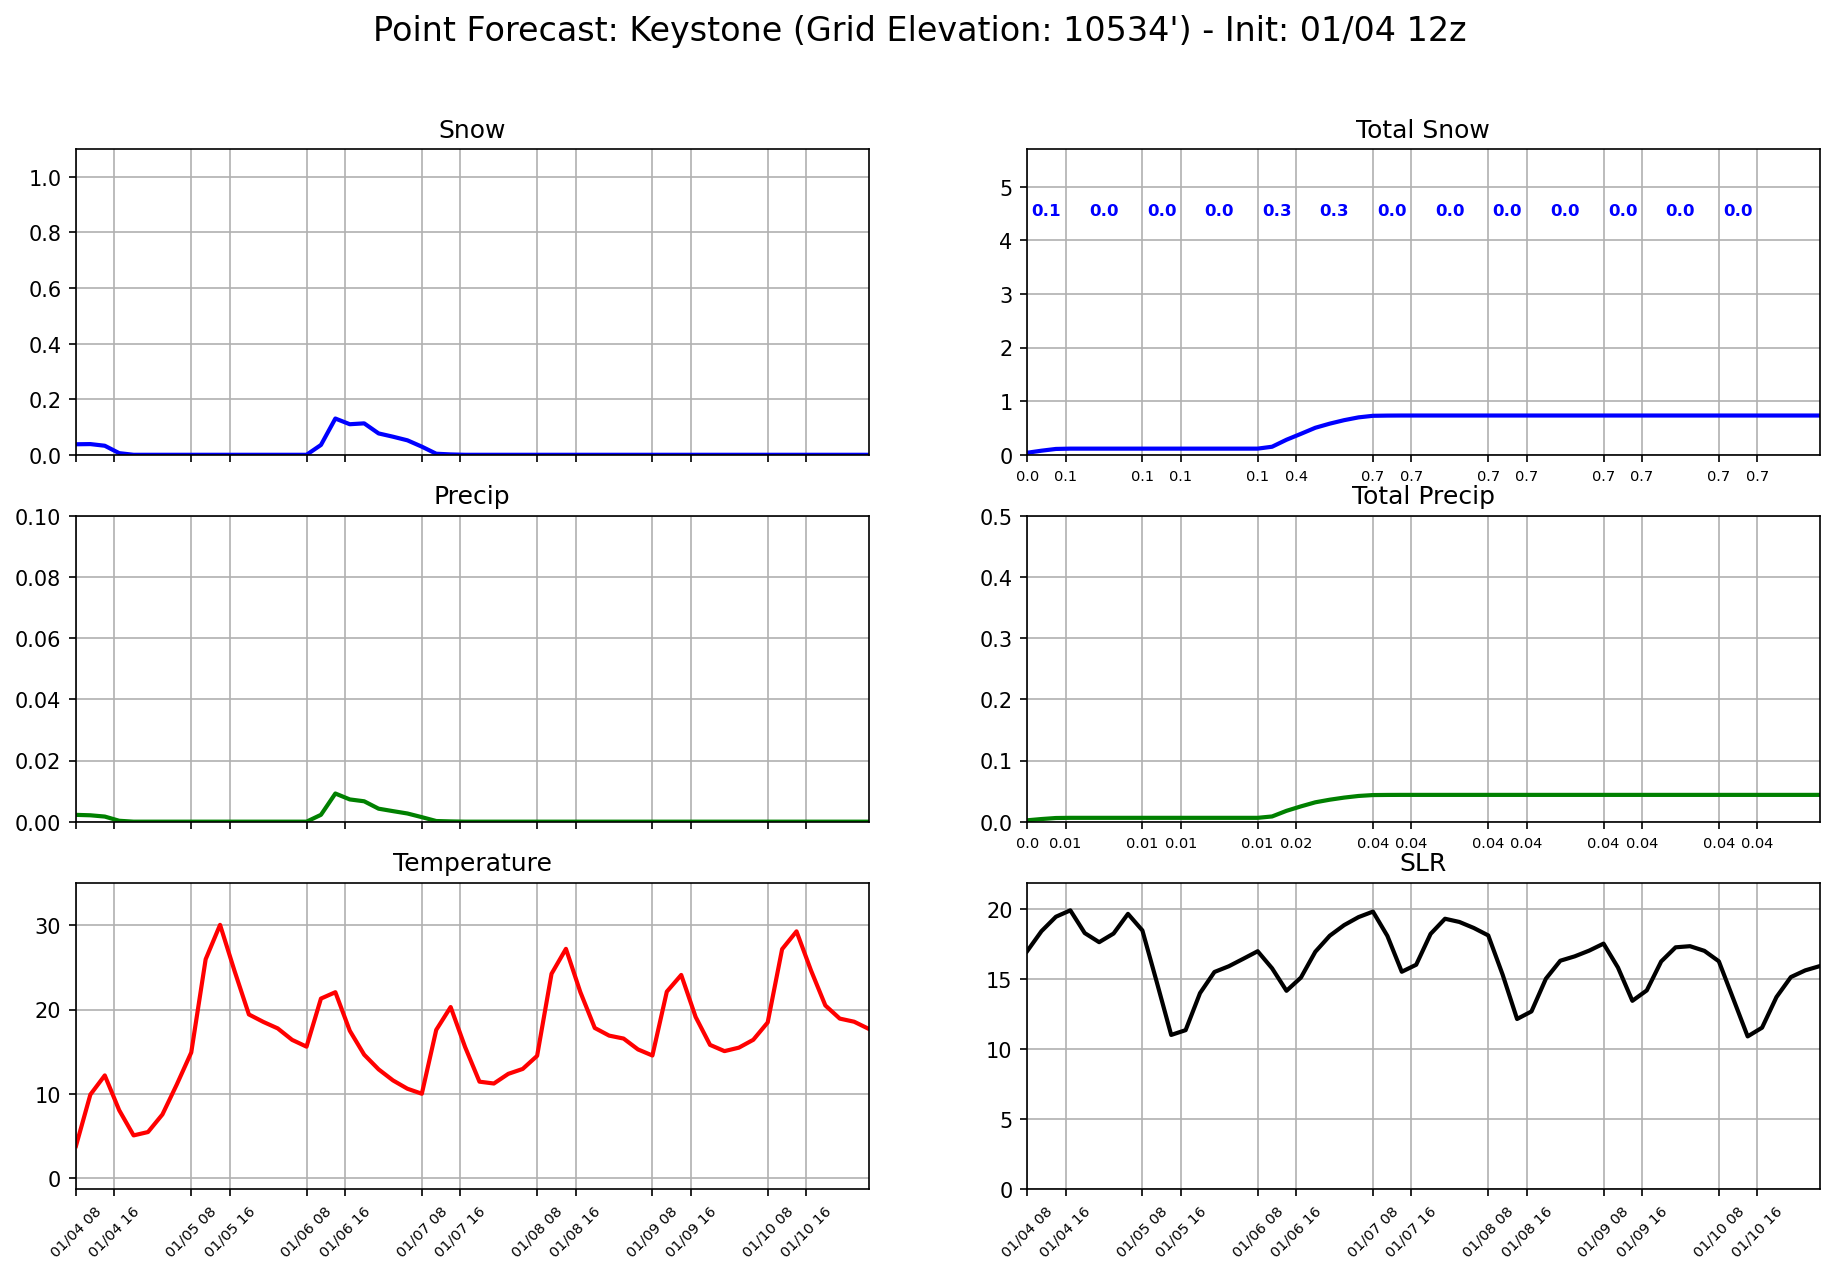 Point Forecast: Keystone (Grid Elevation: 10534') - Init: 01/04 12z
Snow
1.0
0.8
0.6
0.4
0.2
0.0
Total Snow
5
4
3
2
1
0
0.1 0.0 0.0 0.0 0.3 0.3 0.0 0.0 0.0 0.0 0.0 0.0 0.0
0.0 0.1 0.1 0.1 0.1 0.4 0.7 0.7 0.7 0.7 0.7 0.7 0.7 0.7
Precip
0.10
0.08
0.06
0.04
0.02
0.00
Total Precip
0.5
0.4
0.3
0.2
0.1
0.0
0.0 0.01 0.01 0.01 0.01 0.02 0.04 0.04 0.04 0.04 0.04 0.04 0.04 0.04
Temperature
30
20
10
0
01/04 08 01/04 16 01/05 08 01/05 16 01/06 08 01/06 16 01/07 08 01/07 16 01/08 08 01/08 16 01/09 08 01/09 16 01/10 08 01/10 16
SLR
20
15
10
5
0
01/04 08 01/04 16 01/05 08 01/05 16 01/06 08 01/06 16 01/07 08 01/07 16 01/08 08 01/08 16 01/09 08 01/09 16 01/10 08 01/10 16